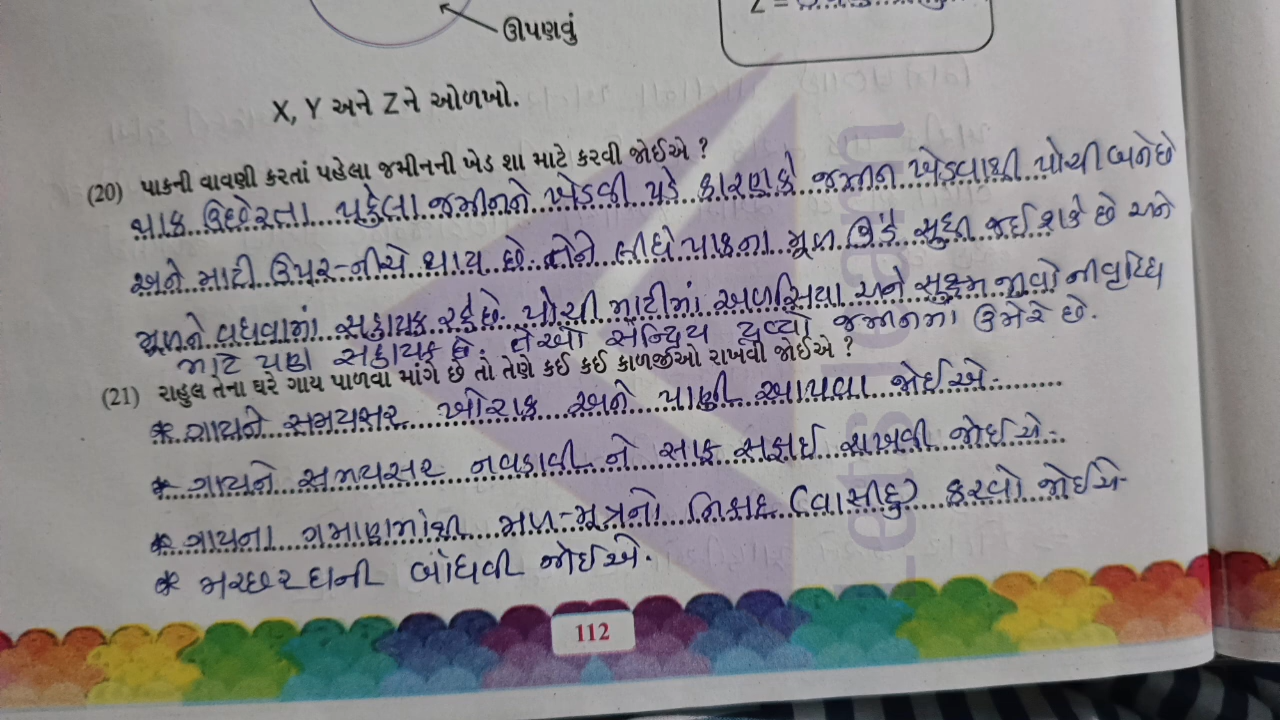 ઊપણવું
Z =
X, Y અને Z ને ઓળખો.
(20) પાકની વાવણી કરતાં પહેલા જમીનની ખેડ શા માટે કરવી જોઈએ ?
પાક ઉછેરતા પહેલા જમીનને ખેડવી પડે કારણકે જમીન ખેડવાથી પોચી બને છે
અને માટી ઉપર-નીચે થાય છે. તેને લીધે પાકના મૂળ ઊંડે સુધી જઈ શકે છે અને
મૂળને વધવામાં સહાયક રહે છે. પોચી માટીમાં અળસિયા અને સુક્ષ્મ જીવો ની વૃદ્ધિ
માટે પણ સહાયક છે. તેઓ સેન્દ્રિય દ્રવ્યો જમીનમાં ઉમેરે છે.
(21) રાહુલ તેના ઘરે ગાય પાળવા માંગે છે તો તેણે કઈ કઈ કાળજીઓ રાખવી જોઈએ ?
* ગાયને સમયસર ખોરાક અને પાણી આપવા જોઈએ.
* ગાયને સમયસર નવડાવી ને સાફ સફાઈ રાખવી જોઈએ.
* ગાયના ગમાણમાંથી મળ-મૂત્રનો નિકાલ (વાસીદુ) કરવો જોઈએ
* મચ્છરદાની બાંધવી જોઈએ.
112